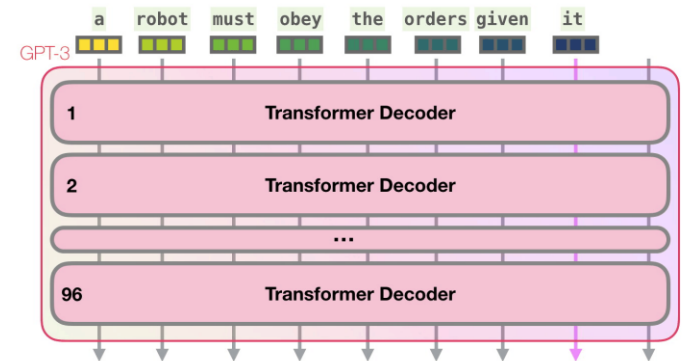 a robot must obey the orders given it
GPT-3
1 Transformer Decoder
2 Transformer Decoder
...
96 Transformer Decoder